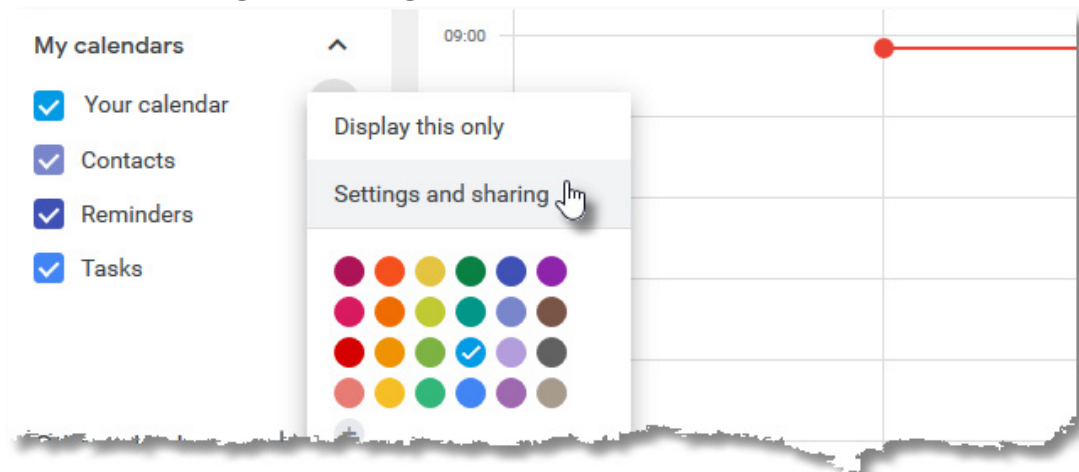 My calendars
09:00
Your calendar
Display this only
Contacts
Settings and sharing
Reminders
Tasks